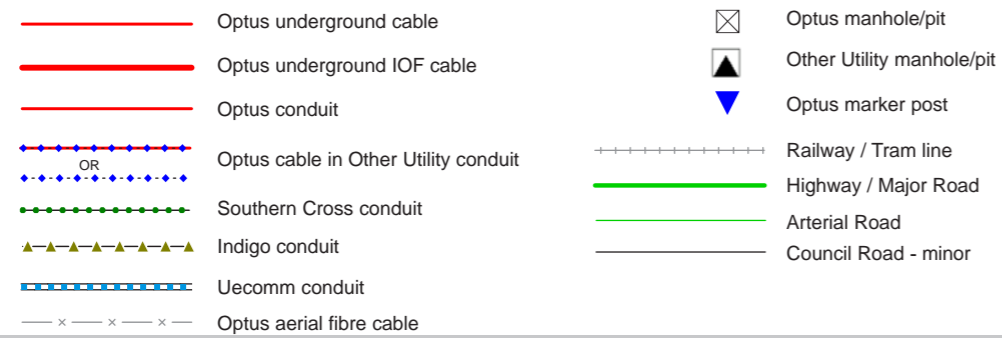 Optus underground cable
Optus underground IOF cable
Optus conduit
OR
Optus cable in Other Utility conduit
Southern Cross conduit
Indigo conduit
Uecomm conduit
Optus aerial fibre cable
Optus manhole/pit
Other Utility manhole/pit
Optus marker post
Railway / Tram line
Highway / Major Road
Arterial Road
Council Road - minor